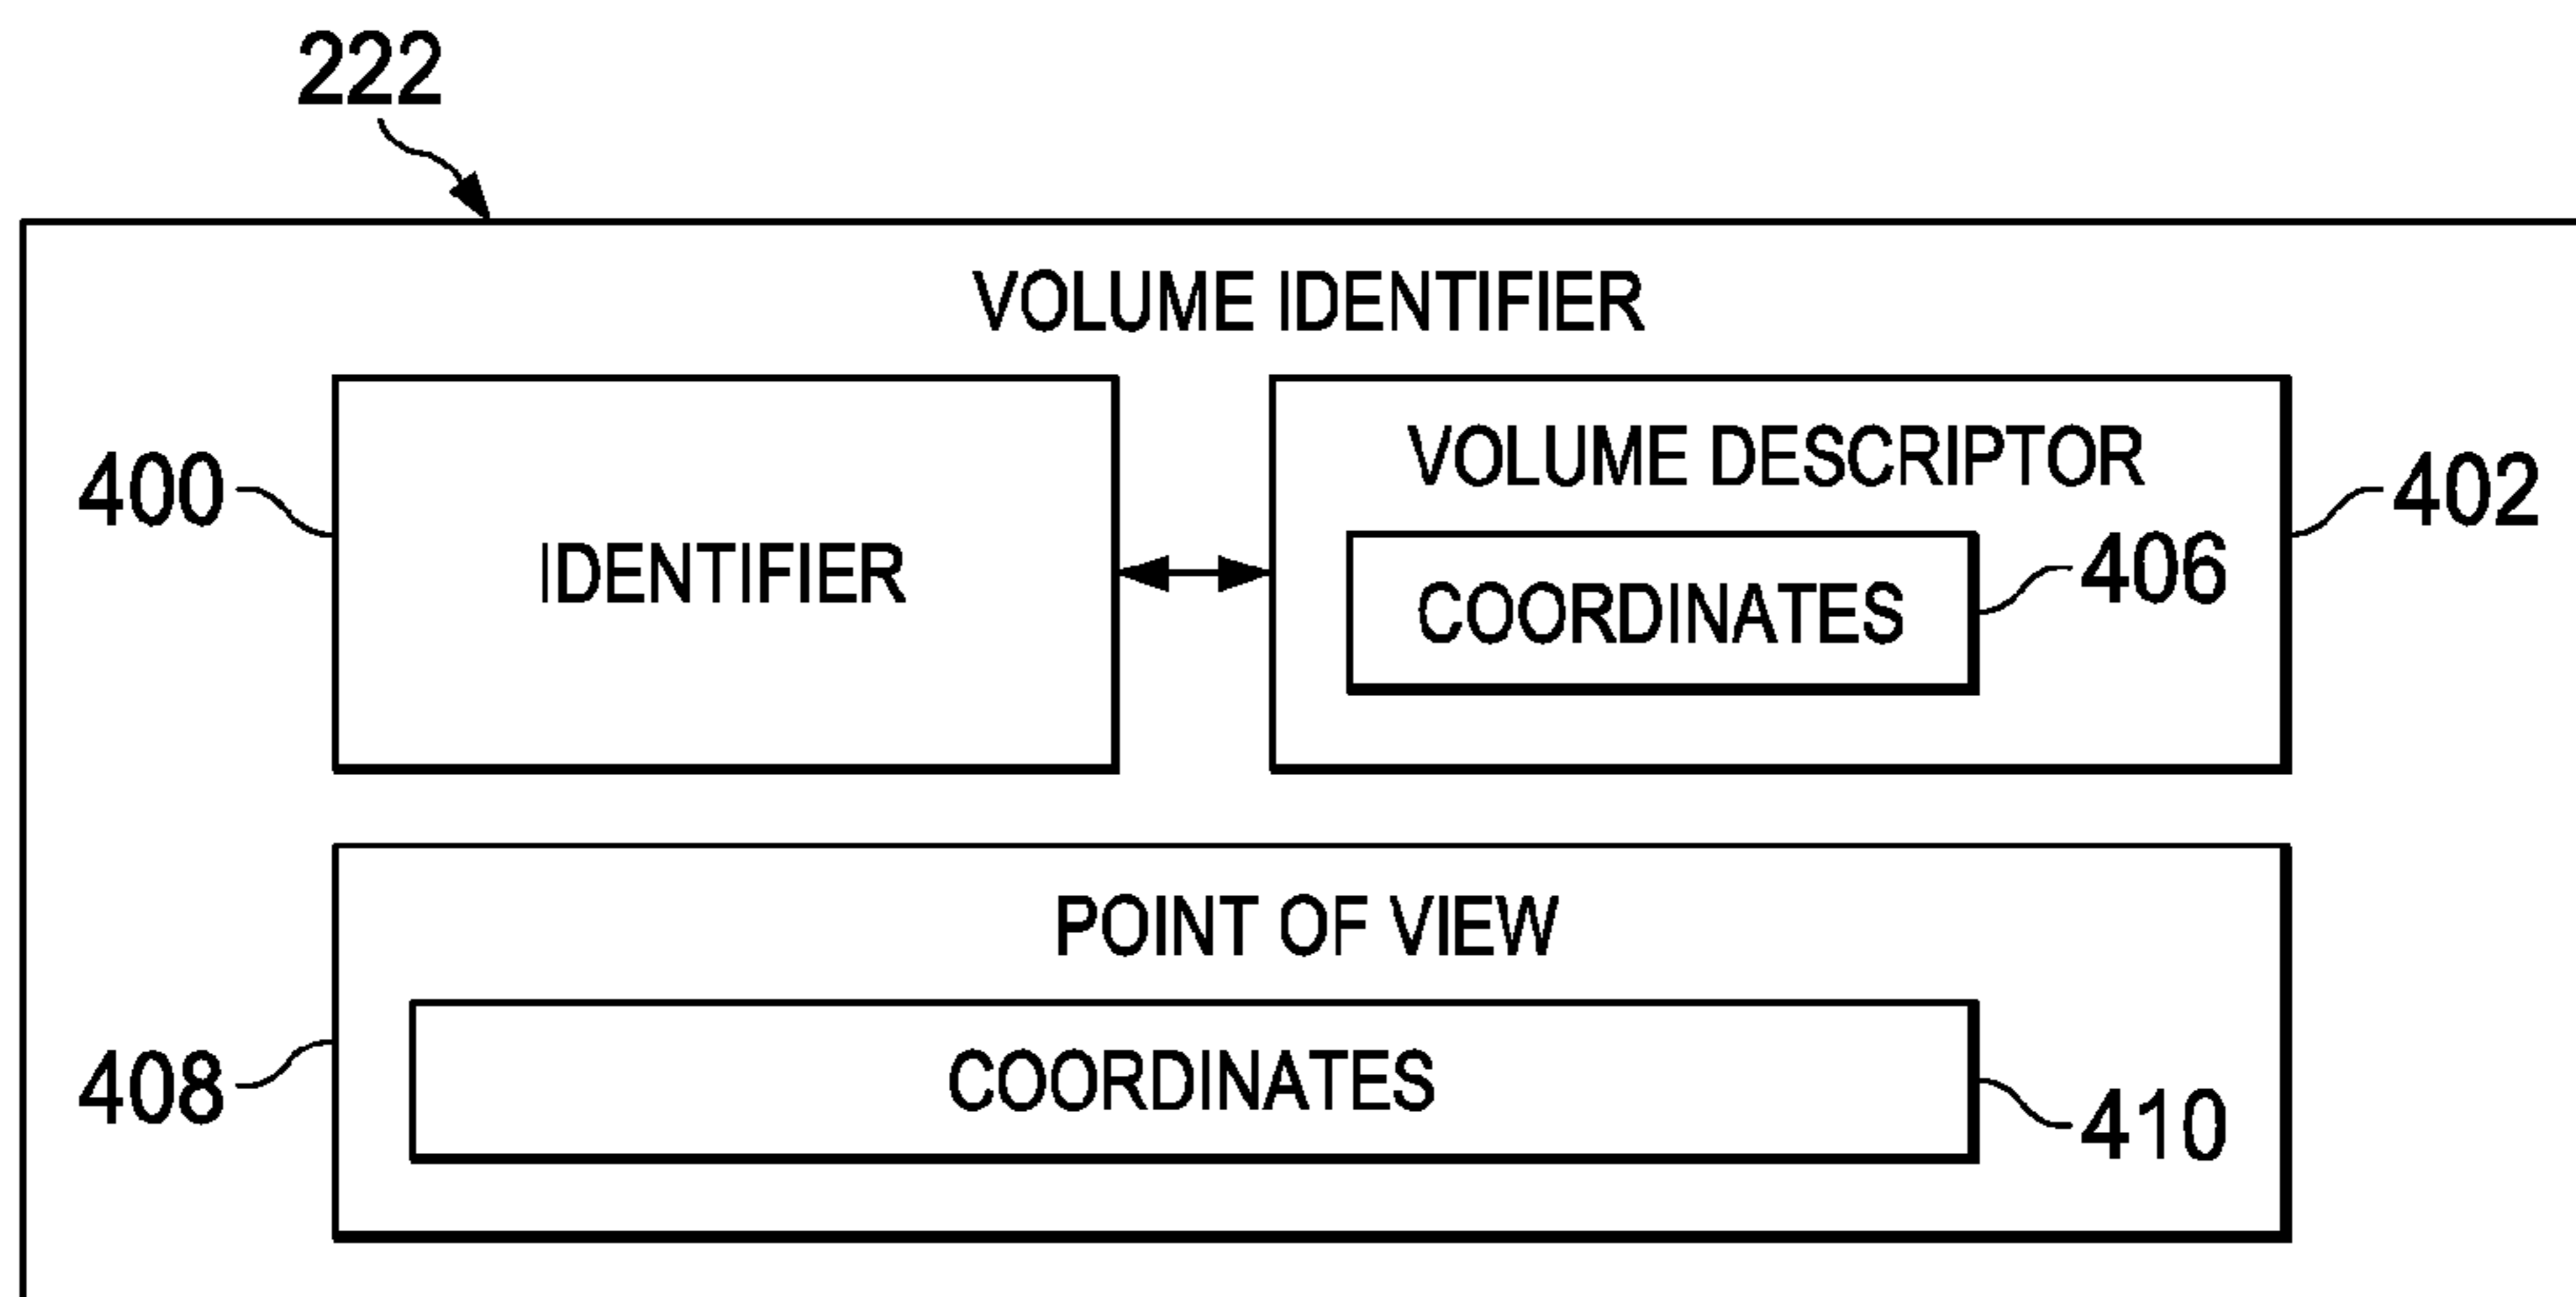 222
VOLUME IDENTIFIER
400
IDENTIFIER
VOLUME DESCRIPTOR
402
COORDINATES
406
POINT OF VIEW
408
COORDINATES
410